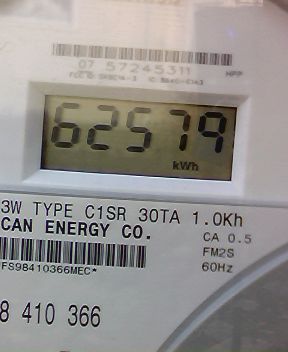 07 57245311 HPP
62579
kWh
3W TYPE C1SR 30TA 1.0Kh
CAN ENERGY CO.
CA 0.5
FM2S
60Hz
*FS98410366MEC*
8 410 366